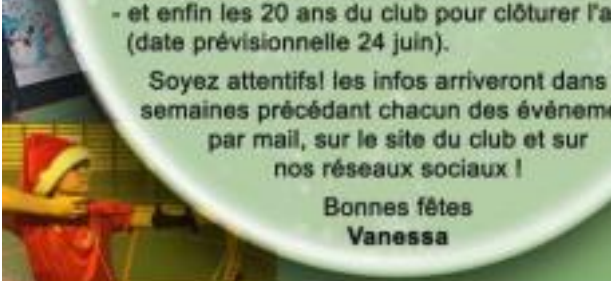 - et enfin les 20 ans du club pour clôturer l'a
(date prévisionnelle 24 juin).
Soyez attentifs! les infos arriveront dans
semaines précédant chacun des événeme
par mail, sur le site du club et sur
nos réseaux sociaux !
Bonnes fêtes
Vanessa